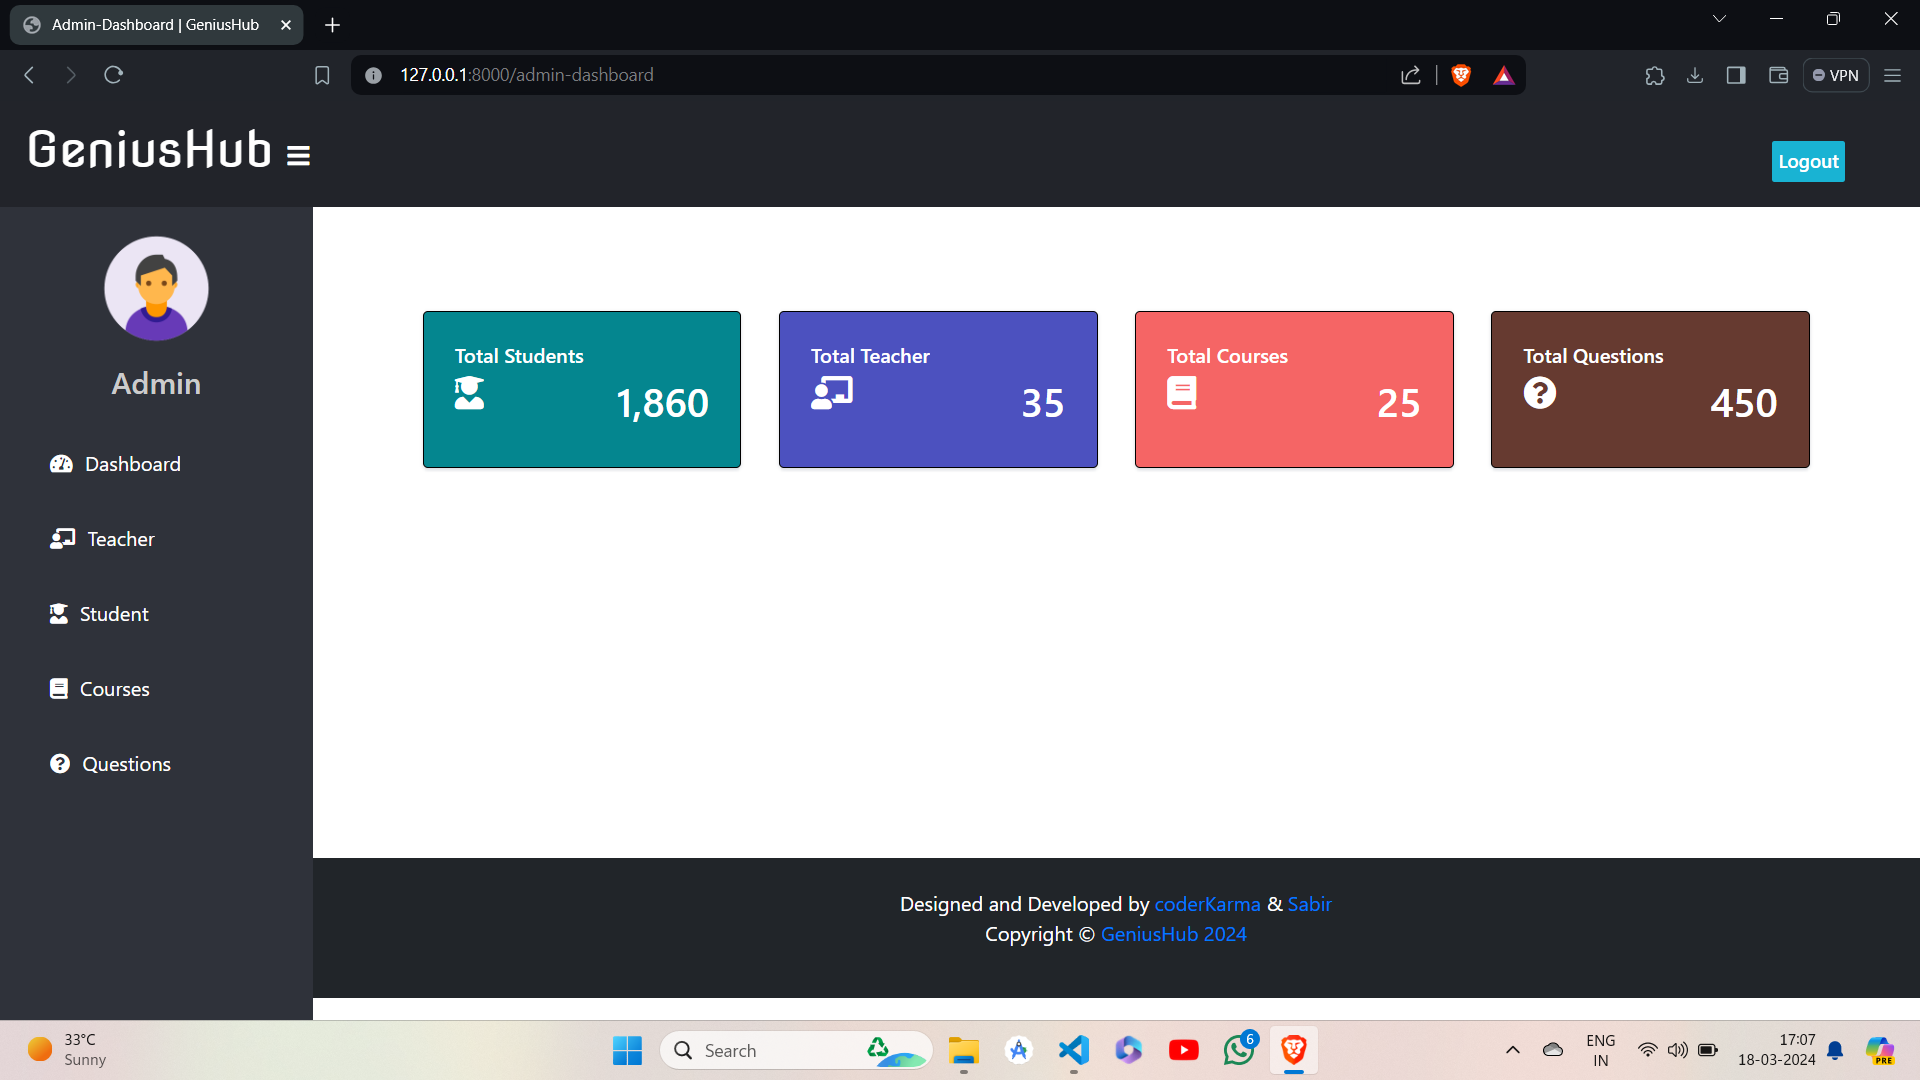 Admin-Dashboard | GeniusHub
127.0.0.1:8000/admin-dashboard
VPN
GeniusHub
Logout
Admin
Dashboard
Teacher
Student
Courses
Questions
Total Students
1,860
Total Teacher
35
Total Courses
25
Total Questions
450
Designed and Developed by coderKarma & Sabir
Copyright © GeniusHub 2024
33°C
Sunny
Search
6
ENG
IN
17:07
18-03-2024
PRE